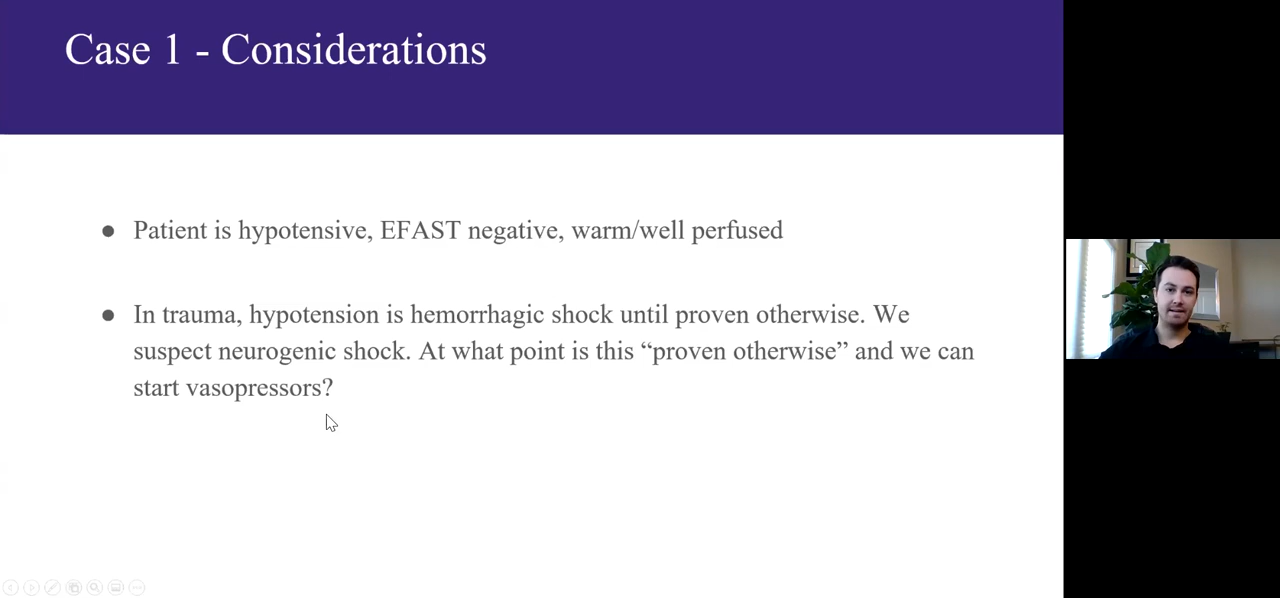 Case 1 - Considerations
● Patient is hypotensive, EFAST negative, warm/well perfused
● In trauma, hypotension is hemorrhagic shock until proven otherwise. We
suspect neurogenic shock. At what point is this “proven otherwise” and we can
start vasopressors?